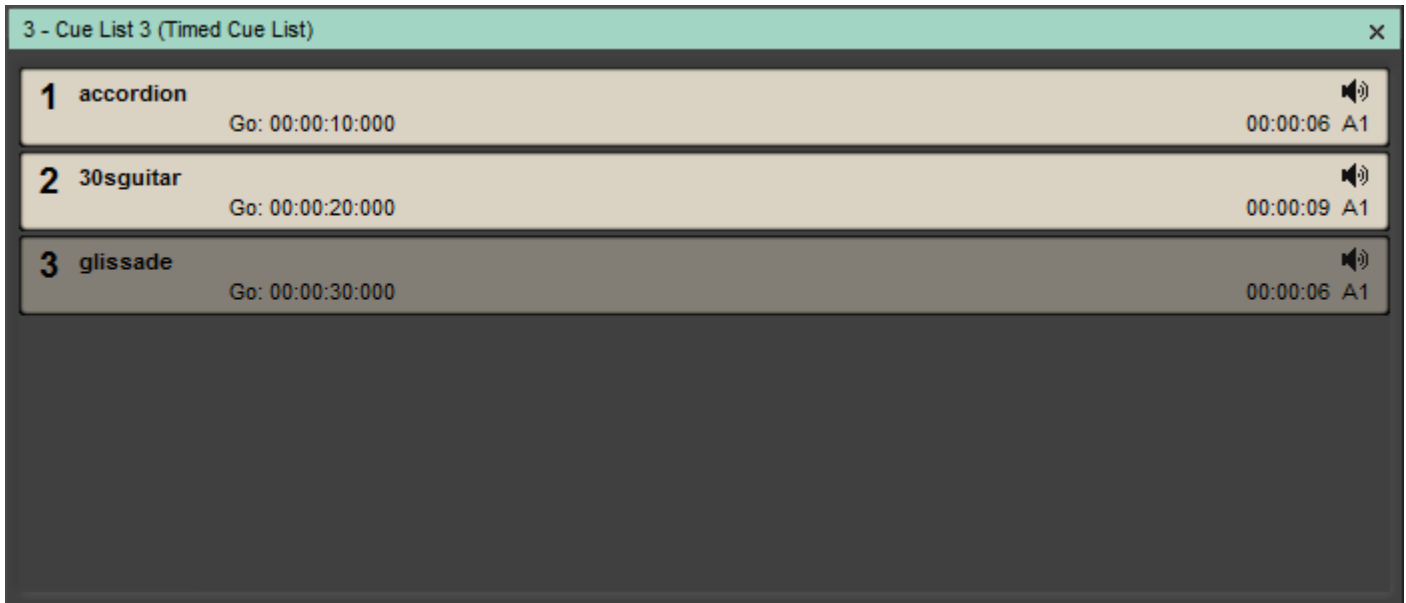 3 - Cue List 3 (Timed Cue List)
1 accordion
Go: 00:00:10:000 00:00:06 A1
2 30sguitar
Go: 00:00:20:000 00:00:09 A1
3 glissade
Go: 00:00:30:000 00:00:06 A1